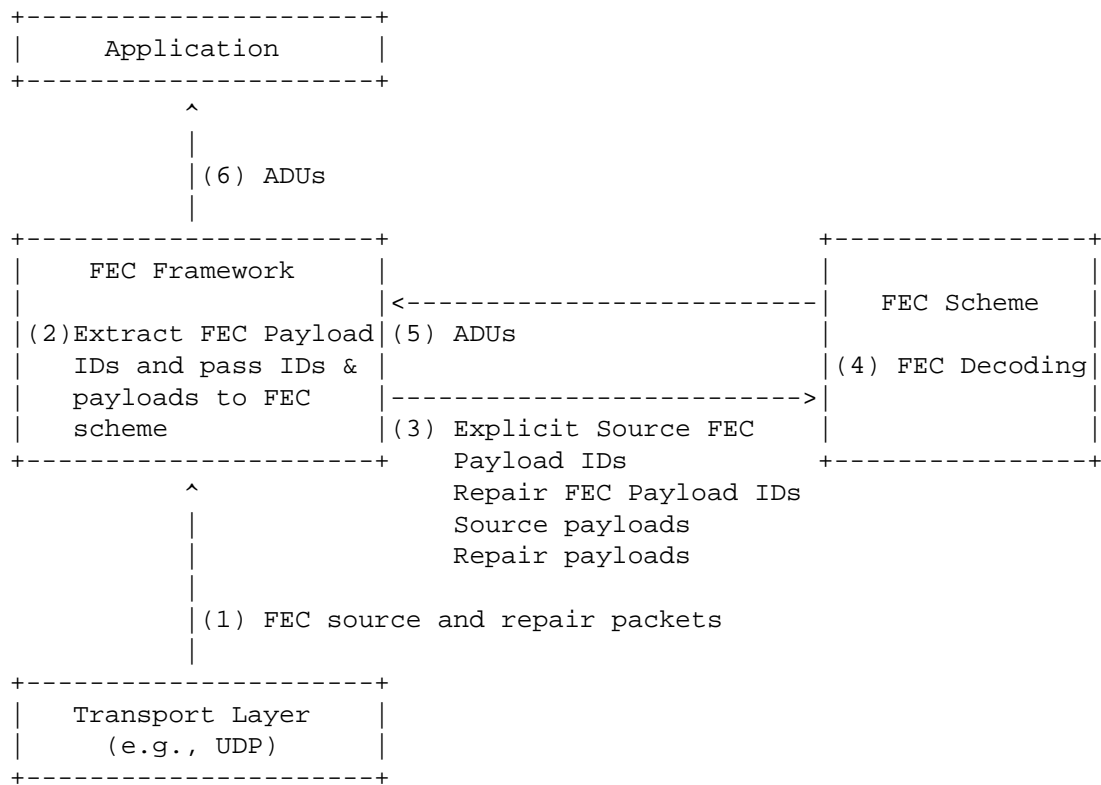 Application
(6) ADUs
FEC Framework
FEC Scheme
(2)Extract FEC Payload
(5) ADUs
IDs and pass IDs &
(4) FEC Decoding
payloads to FEC
scheme
(3) Explicit Source FEC
Payload IDs
Repair FEC Payload IDs
Source payloads
Repair payloads
(1) FEC source and repair packets
Transport Layer
(e.g., UDP)